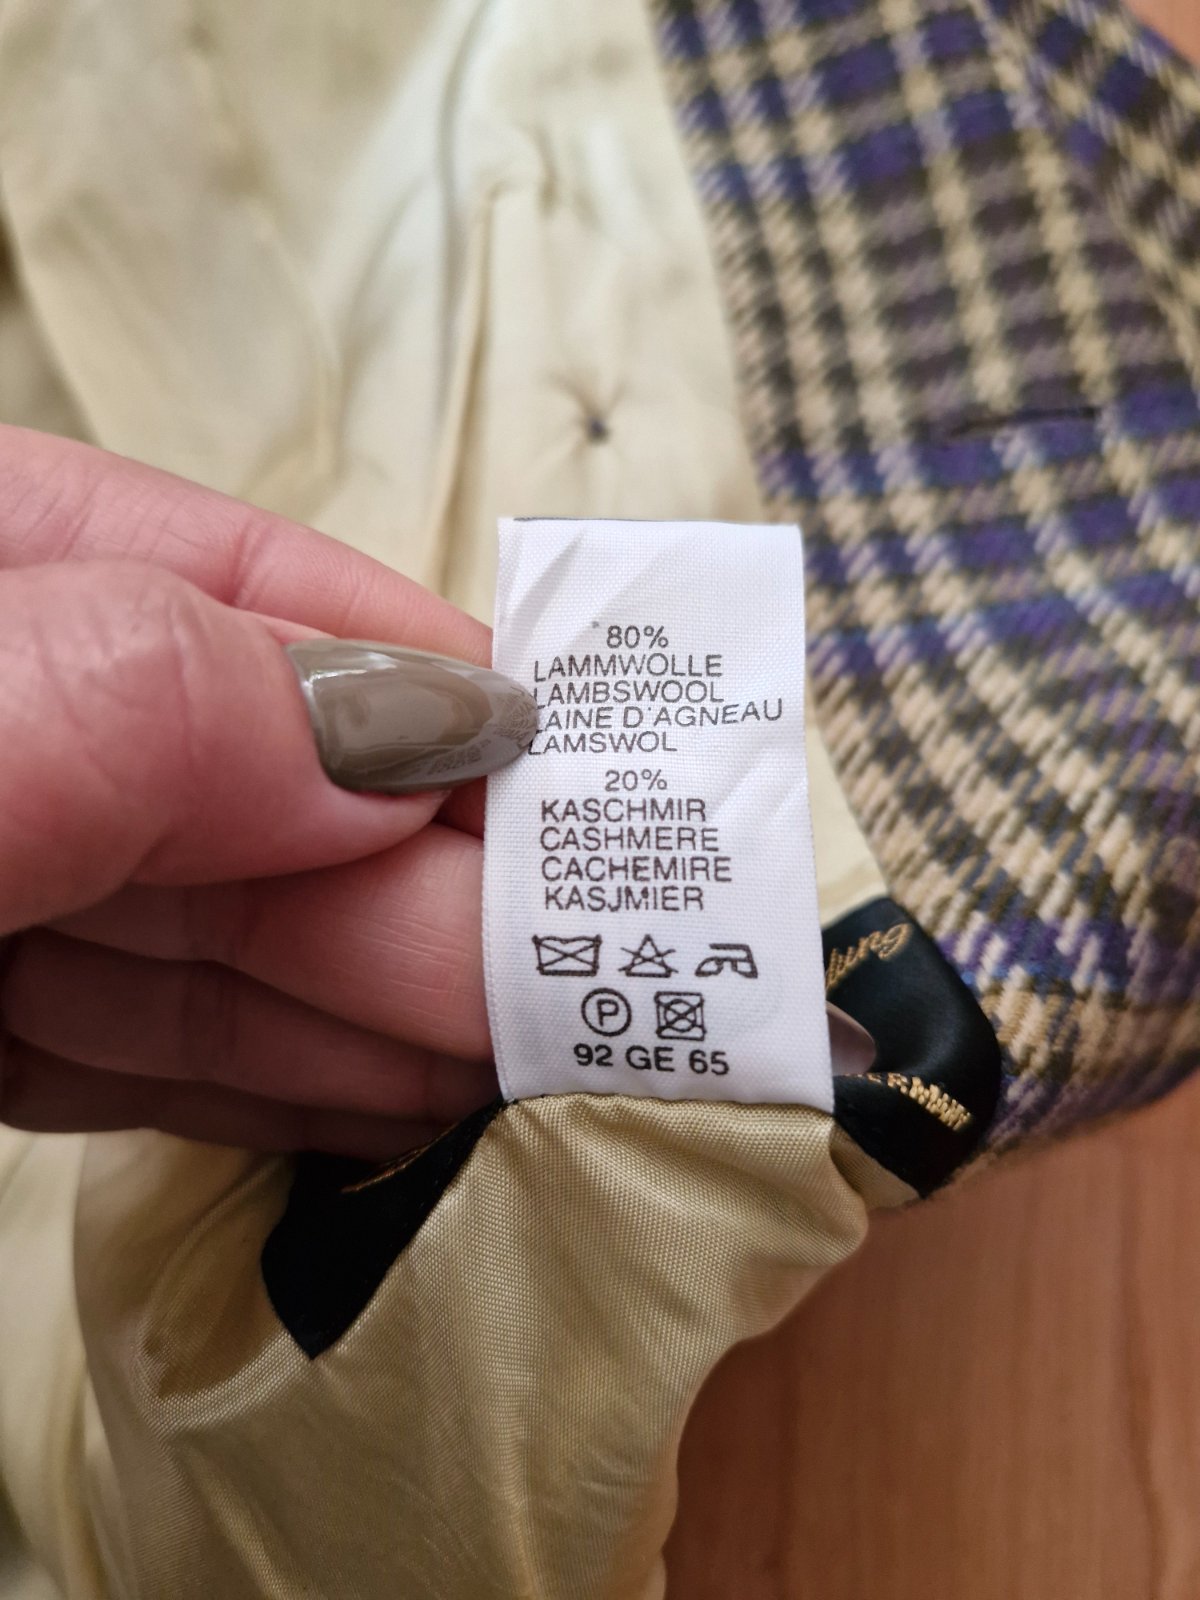 80%
LAMMWOLLE
LAMBSWOOL
LAINE D'AGNEAU
LAMSWOL
20%
KASCHMIR
CASHMERE
CACHEMIRE
KASJMIER
P
92 GE 65